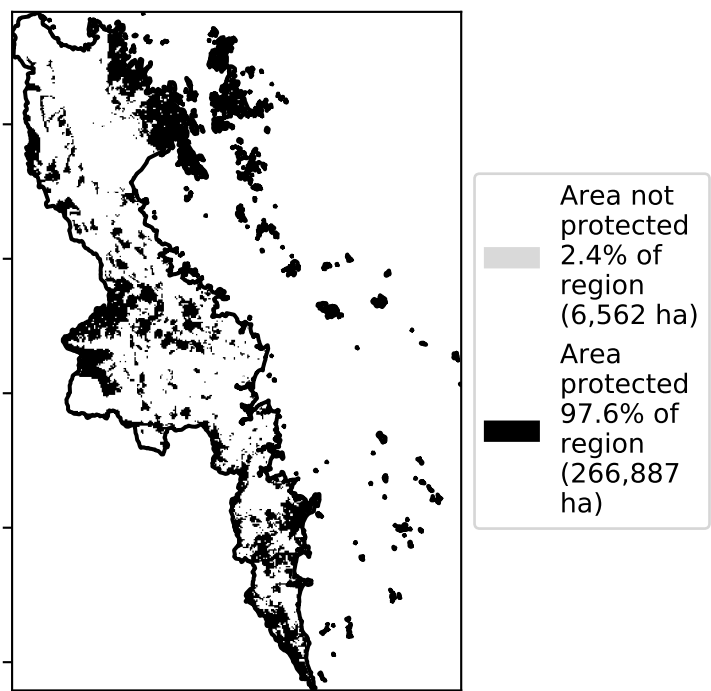 Area not
protected
2.4% of
region
(6,562 ha)
Area
protected
97.6% of
region
(266,887
ha)